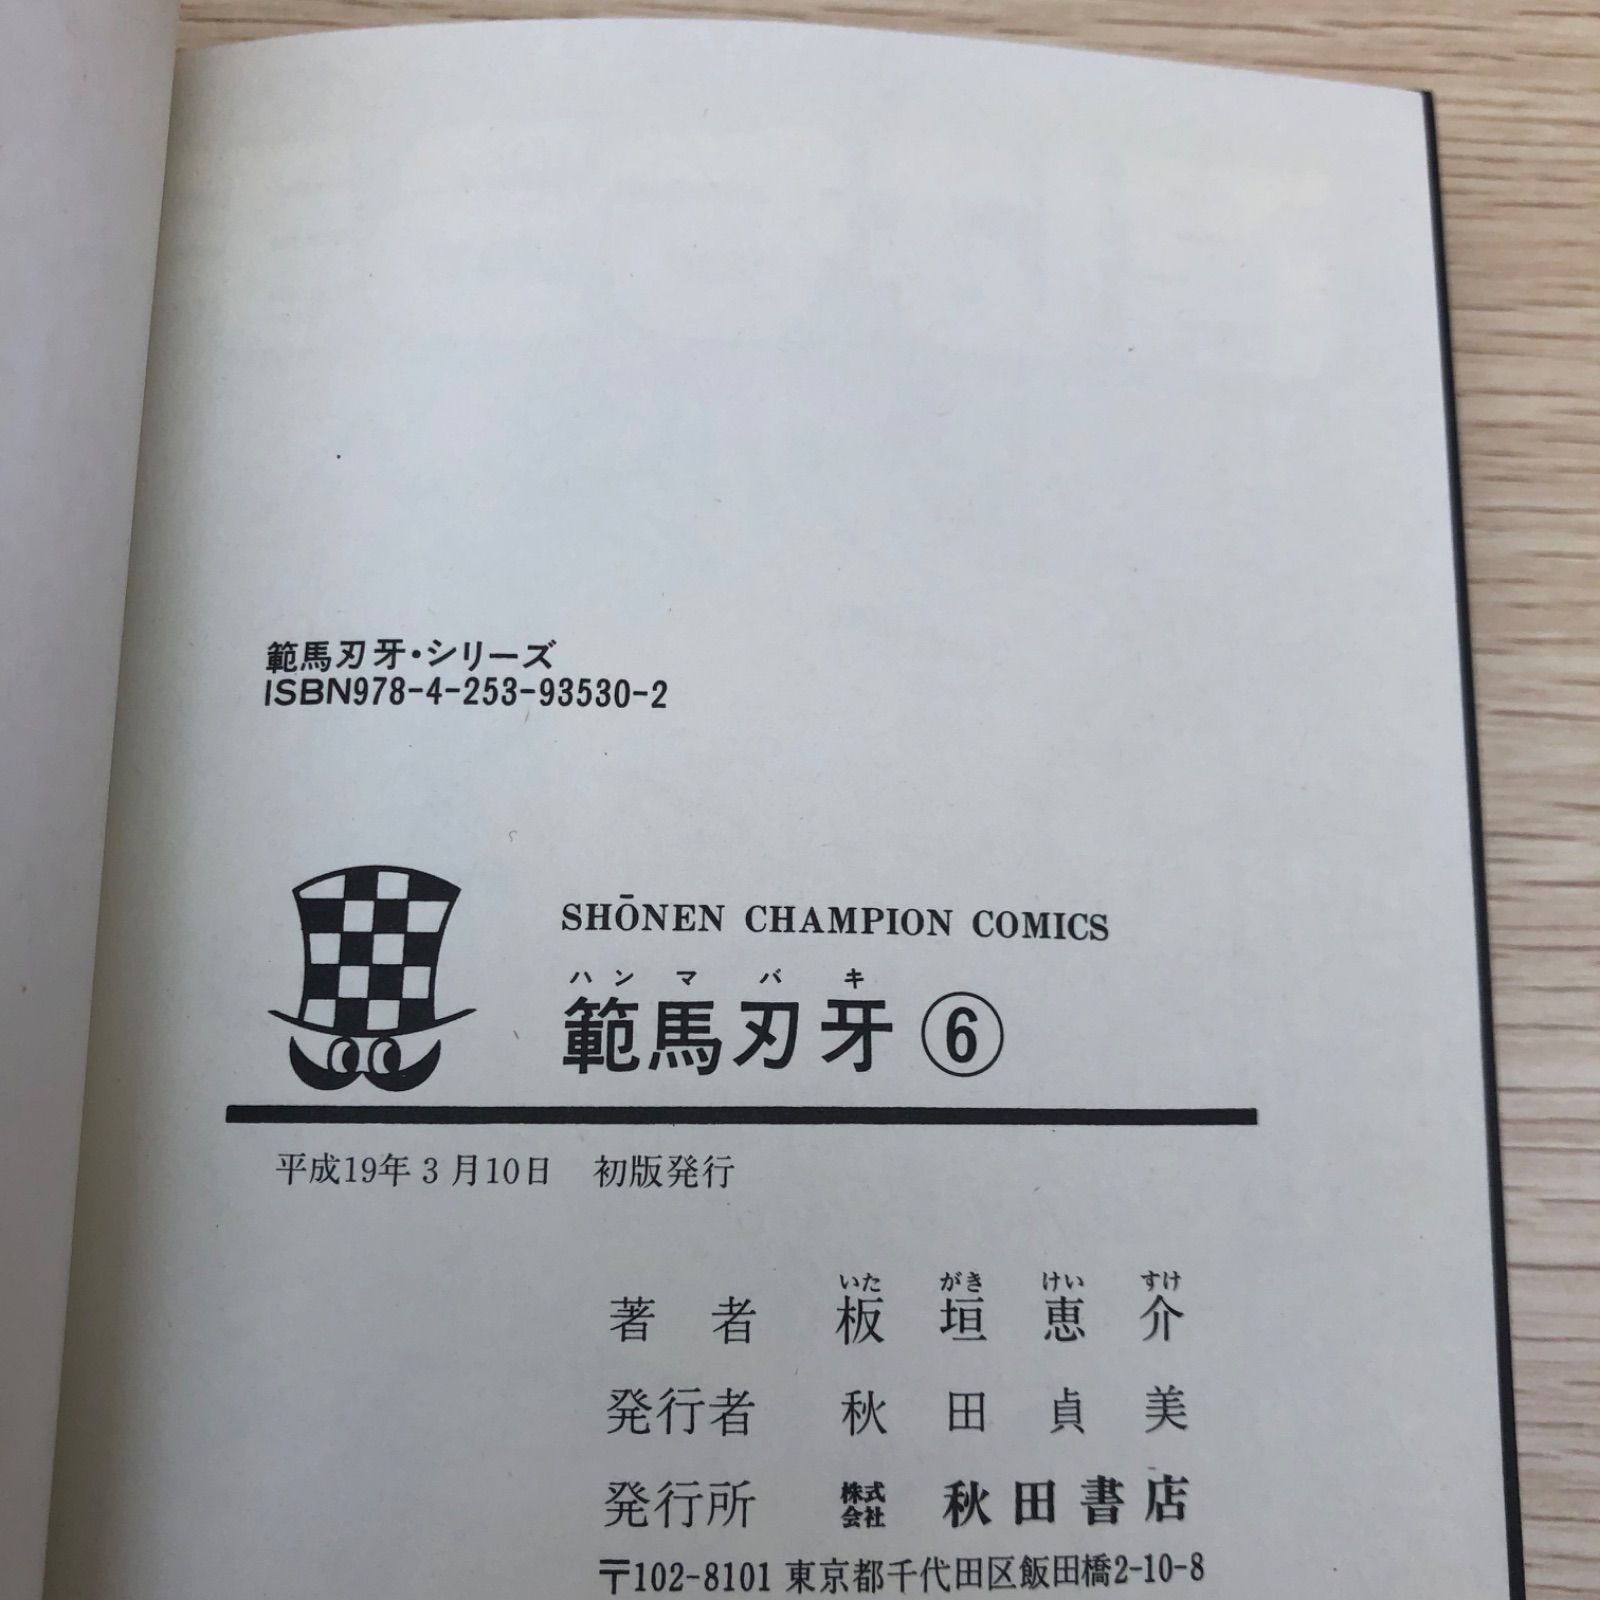 範馬刃牙・シリーズ
ISBN978-4-253-93530-2
SHŌNEN CHAMPION COMICS
ハンマバキ
範馬刃牙⑥
平成19年3月10日 初版発行
いた がき けい すけ
著者 板垣恵介
発行者 秋田貞美
発行所 株式会社 秋田書店
〒102-8101 東京都千代田区飯田橋2-10-8